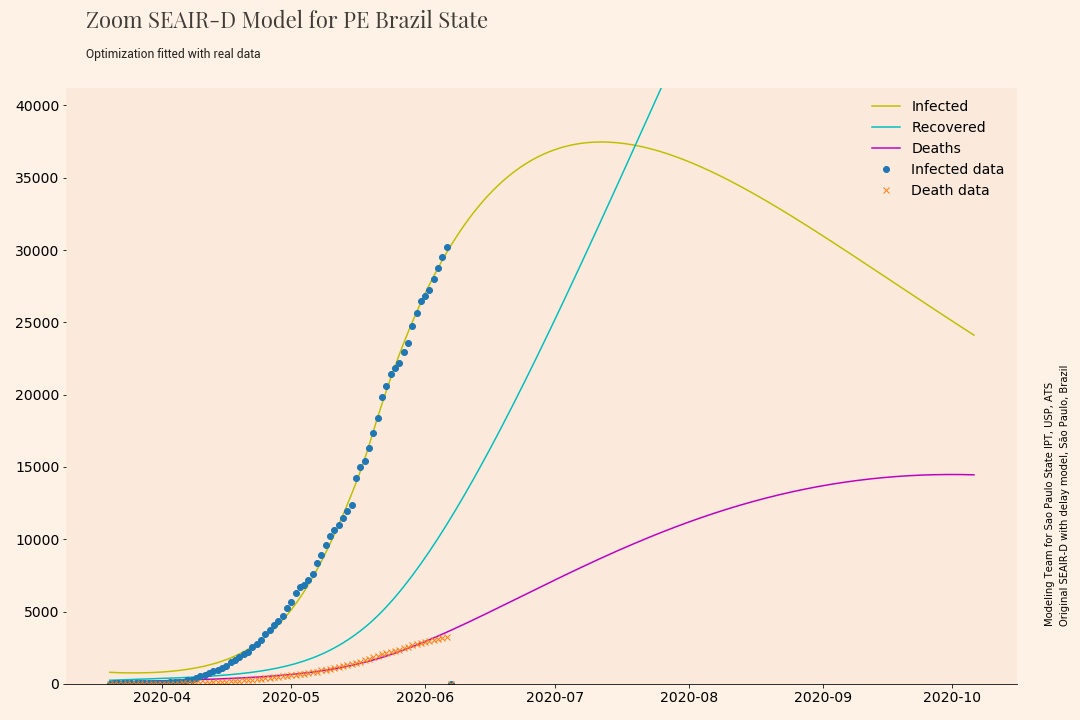 Zoom SEAIR-D Model for PE Brazil State
Optimization fitted with real data
40000
35000
30000
25000
20000
15000
10000
5000
0
2020-04
2020-05
2020-06
2020-07
2020-08
2020-09
2020-10
Infected
Recovered
Deaths
Infected data
Death data
Modeling Team for Sao Paulo State IPT, USP, ATS
Original SEAIR-D with delay model, São Paulo, Brazil